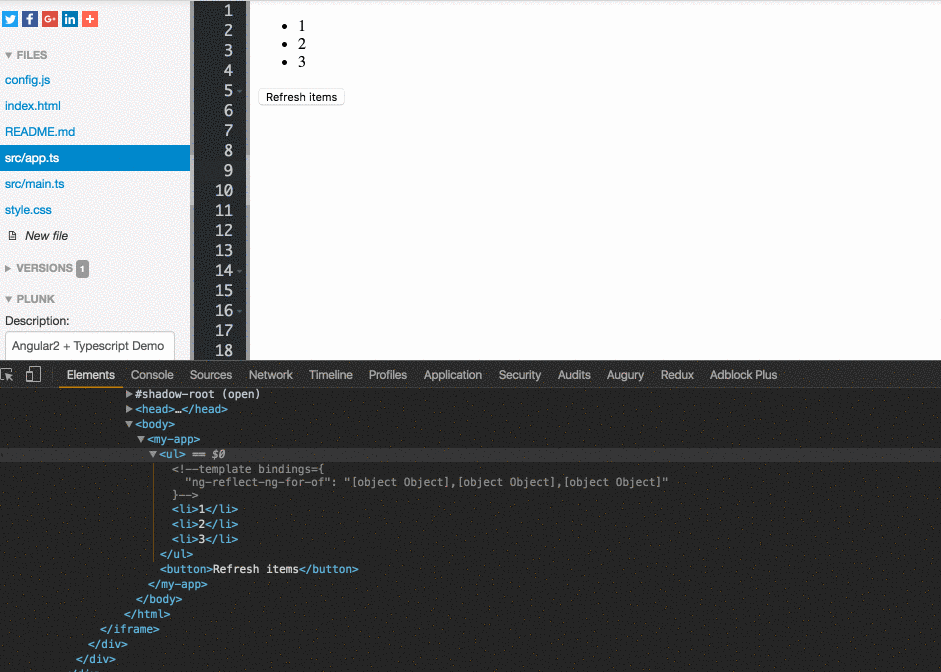 FILES
config.js
index.html
README.md
src/app.ts
src/main.ts
style.css
New file
VERSIONS 1
PLUNK
Description:
Angular2 + Typescript Demo
1
2
3
4
5
6
7
8
9
10
11
12
13
14
15
16
17
18
• 1
• 2
• 3
Refresh items
Elements Console Sources Network Timeline Profiles Application Security Audits Augury Redux Adblock Plus
#shadow-root (open)
<head>…</head>
<body>
<my-app>
<ul> == $0
<!--template bindings={
"ng-reflect-ng-for-of": "[object Object],[object Object],[object Object]"
}-->
<li>1</li>
<li>2</li>
<li>3</li>
</ul>
<button>Refresh items</button>
</my-app>
</body>
</html>
</iframe>
</div>
</div>